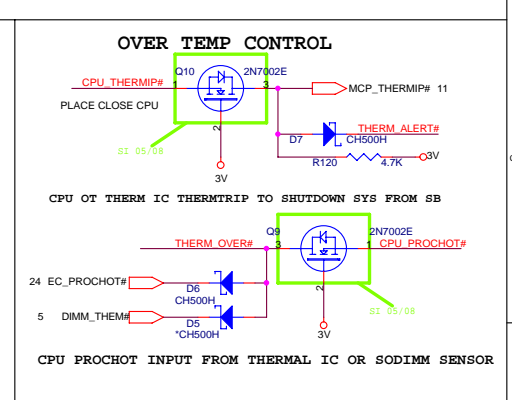 OVER TEMP CONTROL
Q10 2N7002E
CPU_THERMIP# 1 3 MCP_THERMIP# 11
PLACE CLOSE CPU
2
THERM_ALERT#
D7 CH500H
SI 05/08
R120 4.7K 3V
3V
CPU OT THERM IC THERMTRIP TO SHUTDOWN SYS FROM SB
Q9 2N7002E
THERM_OVER# 3 1 CPU_PROCHOT#
24 EC_PROCHOT# 2
D6
CH500H
SI 05/08
5 DIMM_THEM#
D5
*CH500H
3V
CPU PROCHOT INPUT FROM THERMAL IC OR SODIMM SENSOR